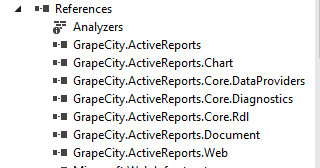 References
Analyzers
GrapeCity.ActiveReports
GrapeCity.ActiveReports.Chart
GrapeCity.ActiveReports.Core.DataProviders
GrapeCity.ActiveReports.Core.Diagnostics
GrapeCity.ActiveReports.Core.Rdl
GrapeCity.ActiveReports.Document
GrapeCity.ActiveReports.Web